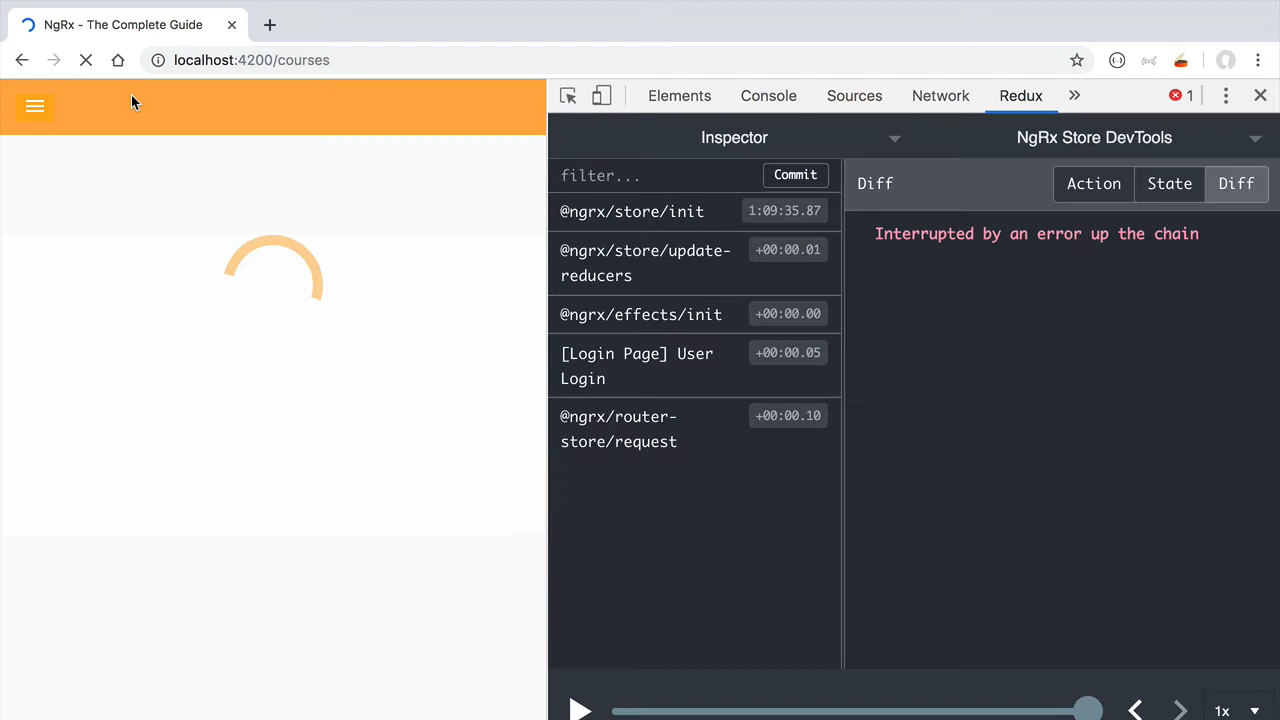 NgRx - The Complete Guide
localhost:4200/courses
Elements
Console
Sources
Network
Redux
1
Inspector
NgRx Store DevTools
filter...
Commit
Diff
Action
State
Diff
@ngrx/store/init
1:09:35.87
@ngrx/store/update-
reducers
+00:00.01
@ngrx/effects/init
+00:00.00
[Login Page] User
Login
+00:00.05
@ngrx/router-
store/request
+00:00.10
Interrupted by an error up the chain
1x